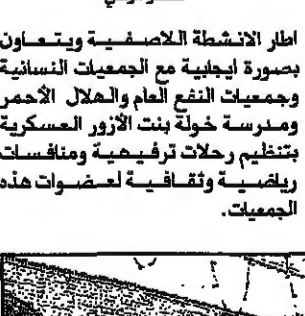 اطار الانشطة اللاصفية ويتعاون
بصورة ايجابية مع الجمعيات النسائية
وجمعيات النفع العام والهلال الأحمر
ومدرسة خولة بنت الأزور العسكرية
بتنظيم رحلات ترفيهية ومنافسات
رياضية وثقافية لعضوات هذه
الجمعيات.